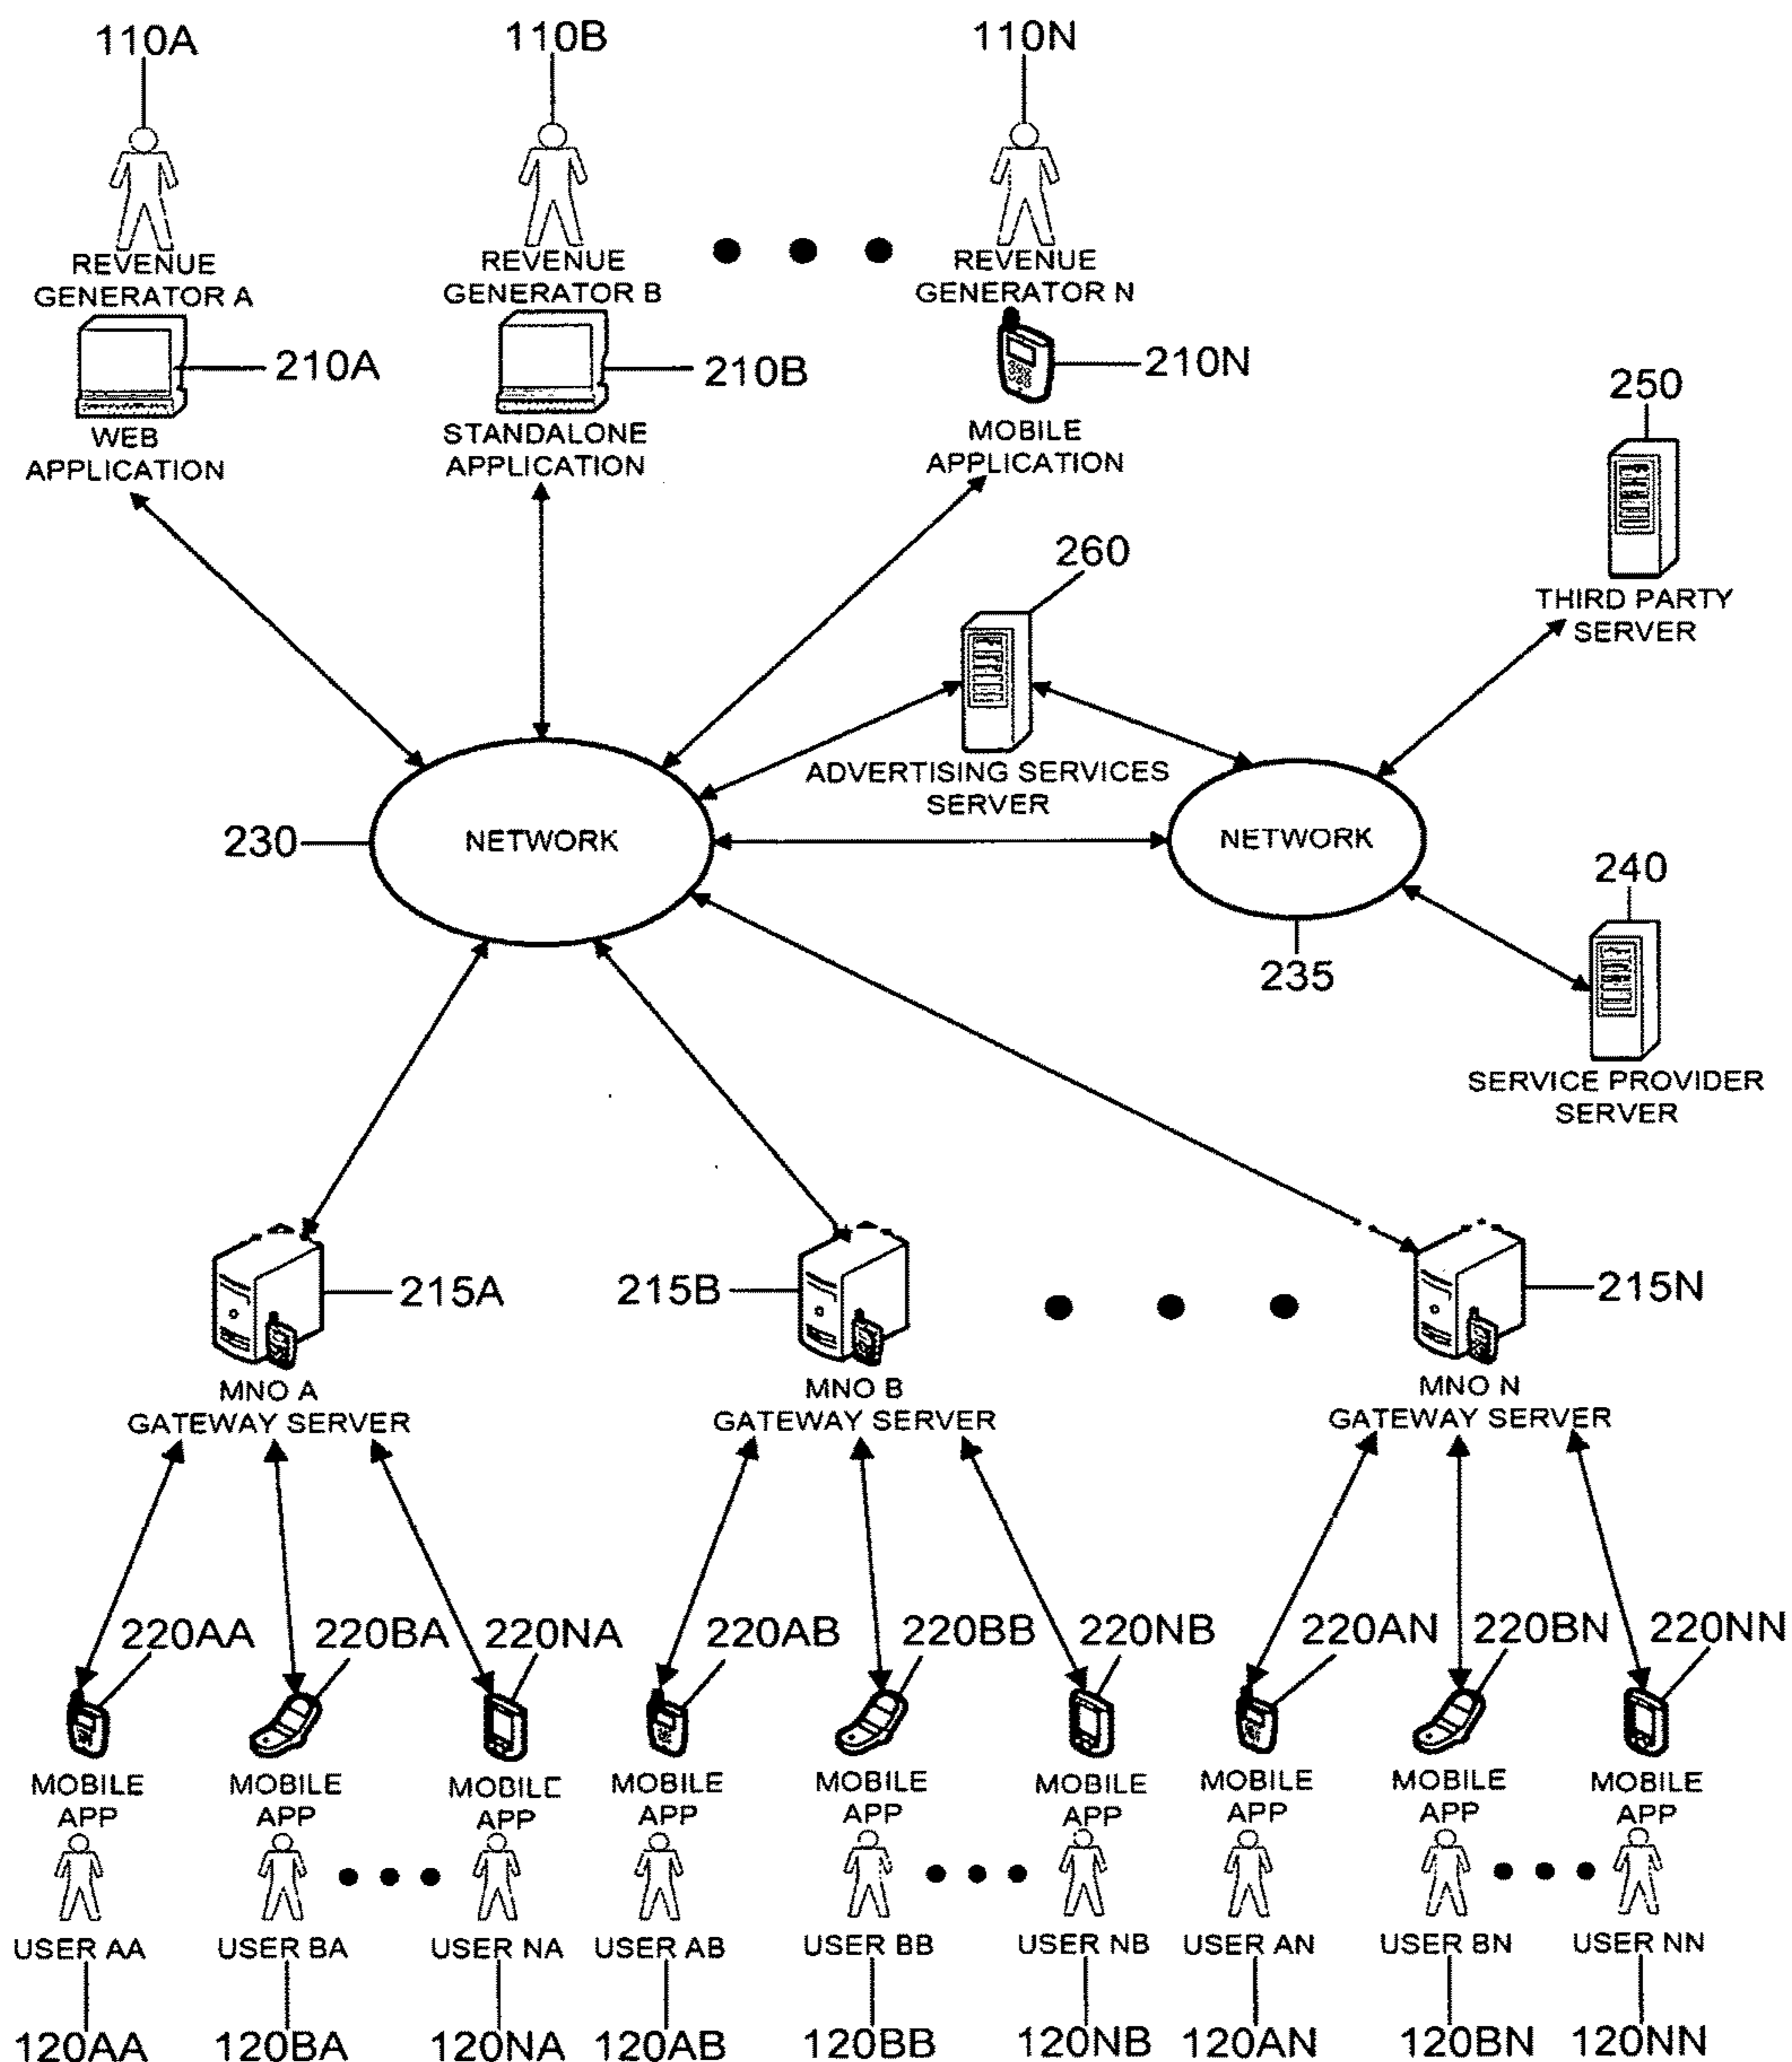 110A
110B
110N
REVENUE
GENERATOR A
REVENUE
GENERATOR B
REVENUE
GENERATOR N
210A
210B
210N
WEB
APPLICATION
STANDALONE
APPLICATION
MOBILE
APPLICATION
250
THIRD PARTY
SERVER
260
ADVERTISING SERVICES
SERVER
230
NETWORK
NETWORK
235
240
SERVICE PROVIDER
SERVER
215A
215B
215N
MNO A
GATEWAY SERVER
MNO B
GATEWAY SERVER
MNO N
GATEWAY SERVER
220AA
220BA
220NA
220AB
220BB
220NB
220AN
220BN
220NN
MOBILE
APP
MOBILE
APP
MOBILE
APP
MOBILE
APP
MOBILE
APP
MOBILE
APP
MOBILE
APP
MOBILE
APP
MOBILE
APP
USER AA
USER BA
USER NA
USER AB
USER BB
USER NB
USER AN
USER BN
USER NN
120AA
120BA
120NA
120AB
120BB
120NB
120AN
120BN
120NN